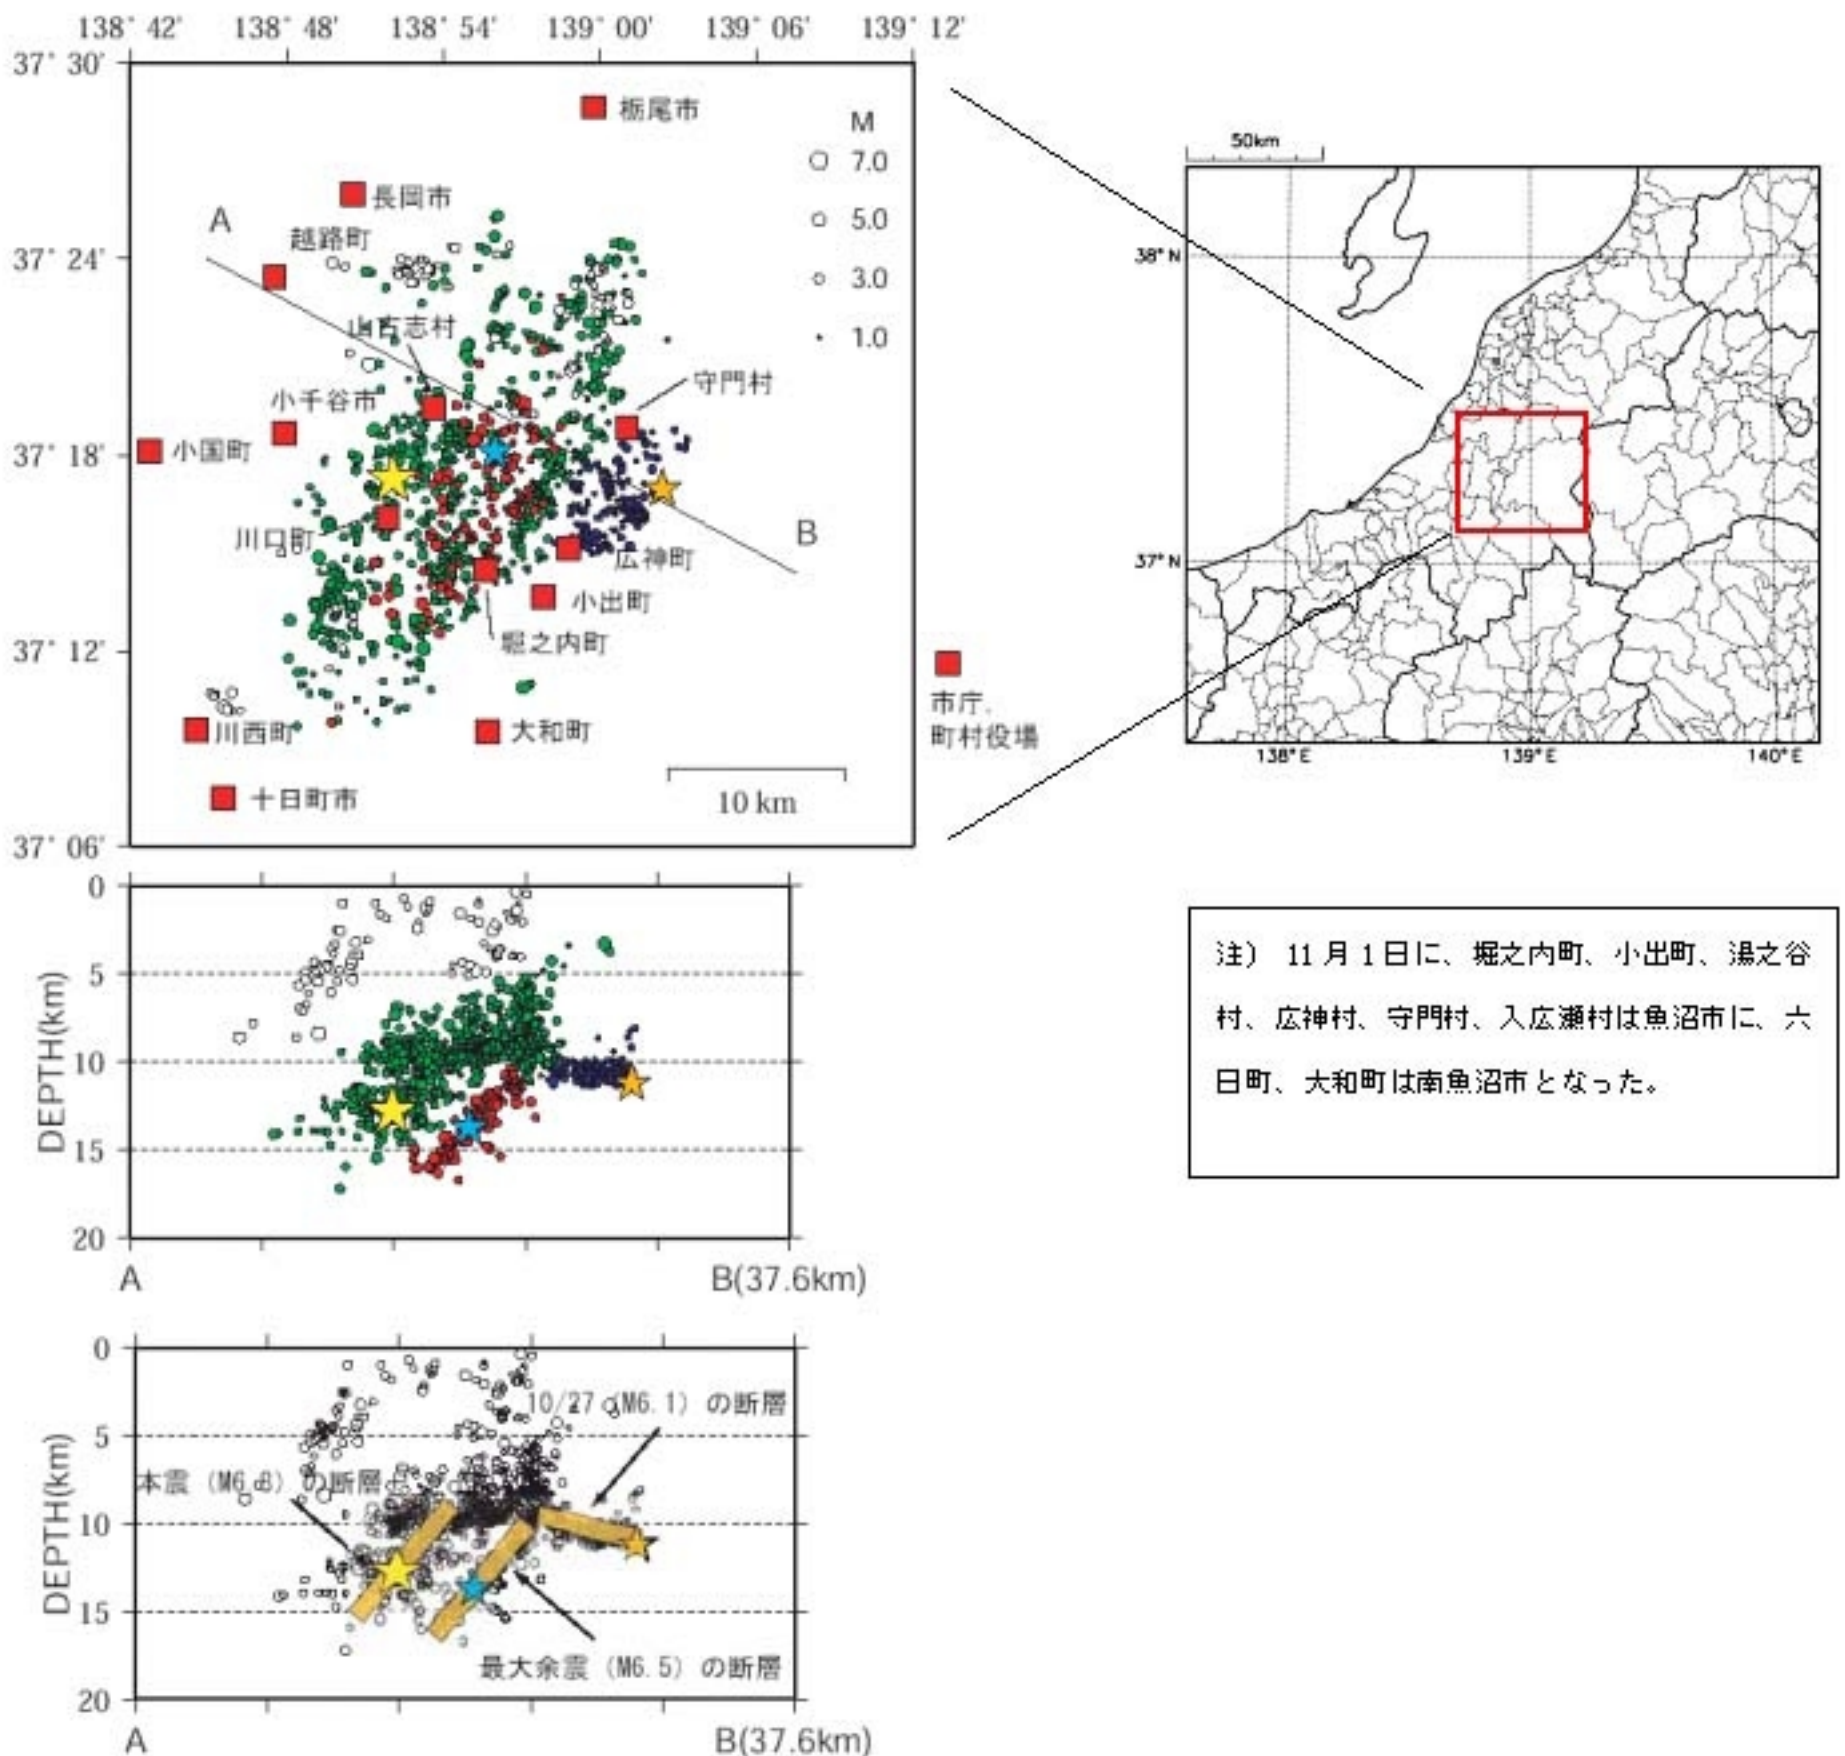 138° 42' 138° 48' 138° 54' 139° 00' 139° 06' 139° 12'
37° 30'
37° 24'
37° 18'
37° 12'
37° 06'
栃尾市
M
7.0
5.0
3.0
1.0
長岡市
A
越路町
山古志村
守門村
小千谷市
小国町
川口町
B
広神町
小出町
堀之内町
川西町
大和町
十日町市
10 km
市庁,
町村役場
50km
38°N
37°N
138°E 139°E 140°E
0
5
10
15
20
DEPTH(km)
A B(37.6km)
注) 11月1日に、堀之内町、小出町、湯之谷
村、広神村、守門村、入広瀬村は魚沼市に、六
日町、大和町は南魚沼市となった。
0
5
10
15
20
DEPTH(km)
10/27 (M6.1) の断層
本震 (M6.8) の断層
最大余震 (M6.5) の断層
A B(37.6km)